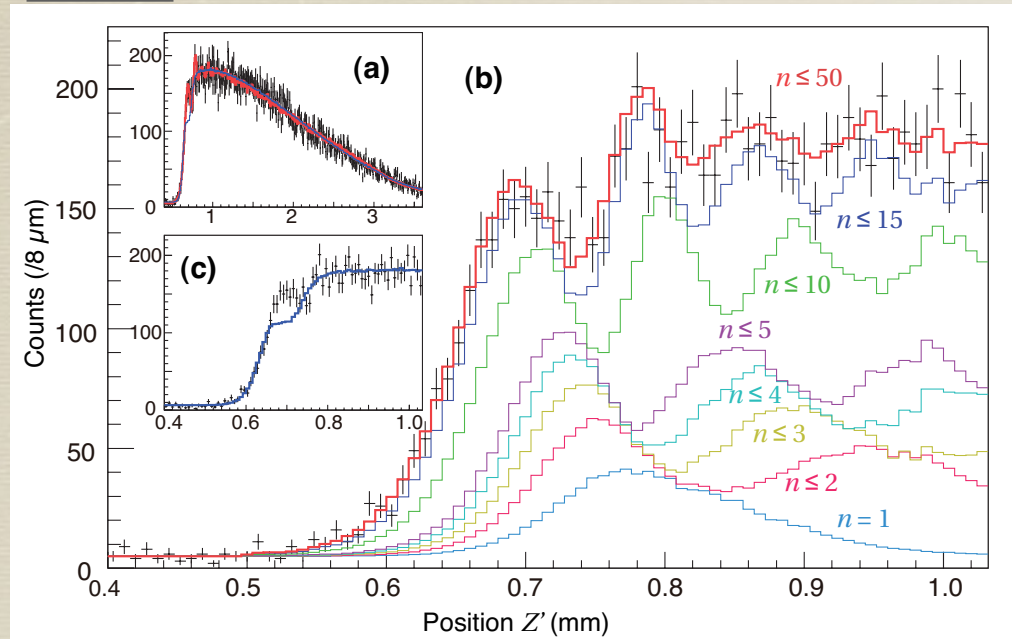 Counts (/8 μm)
200
150
100
50
0
0.4
0.5
0.6
0.7
0.8
0.9
1.0
Position Z' (mm)
(a)
200
100
0
1
2
3
(b)
(c)
200
100
0
0.4
0.6
0.8
1.0
n ≤ 50
n ≤ 15
n ≤ 10
n ≤ 5
n ≤ 4
n ≤ 3
n ≤ 2
n = 1